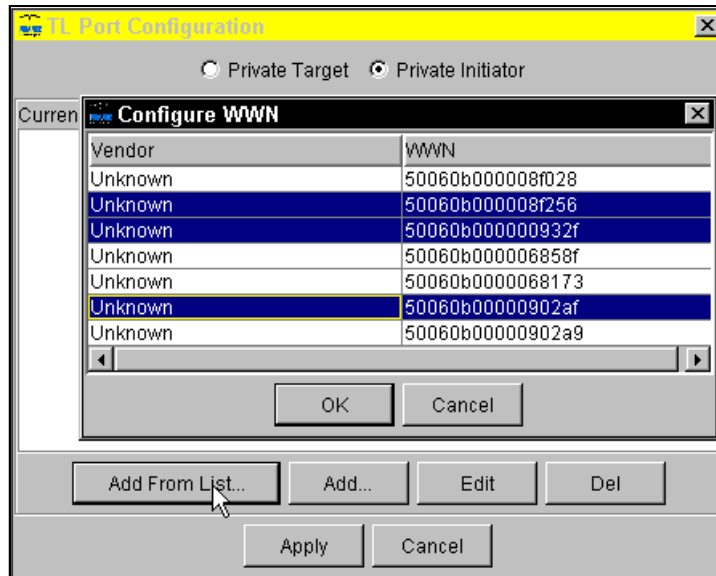 TL Port Configuration
Private Target Private Initiator
Curren
Configure WWN
Vendor WWN
Unknown 50060b000008f028
Unknown 50060b000008f256
Unknown 50060b000000932f
Unknown 50060b000006858f
Unknown 50060b0000068173
Unknown 50060b00000902af
Unknown 50060b00000902a9
OK Cancel
Add From List... Add... Edit Del
Apply Cancel